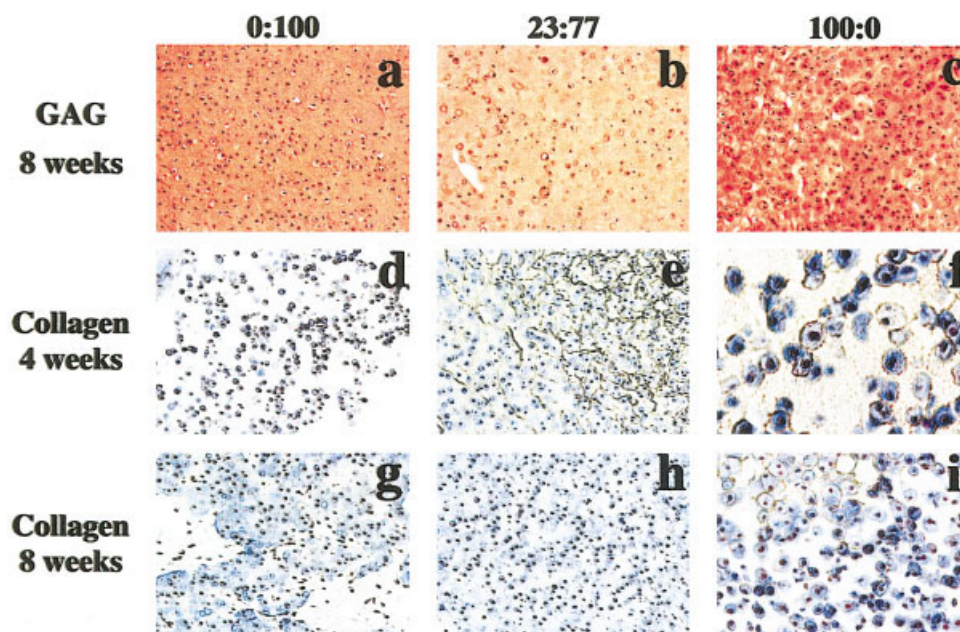 0:100 23:77 100:0
a b c
GAG
8 weeks
d e f
Collagen
4 weeks
g h i
Collagen
8 weeks